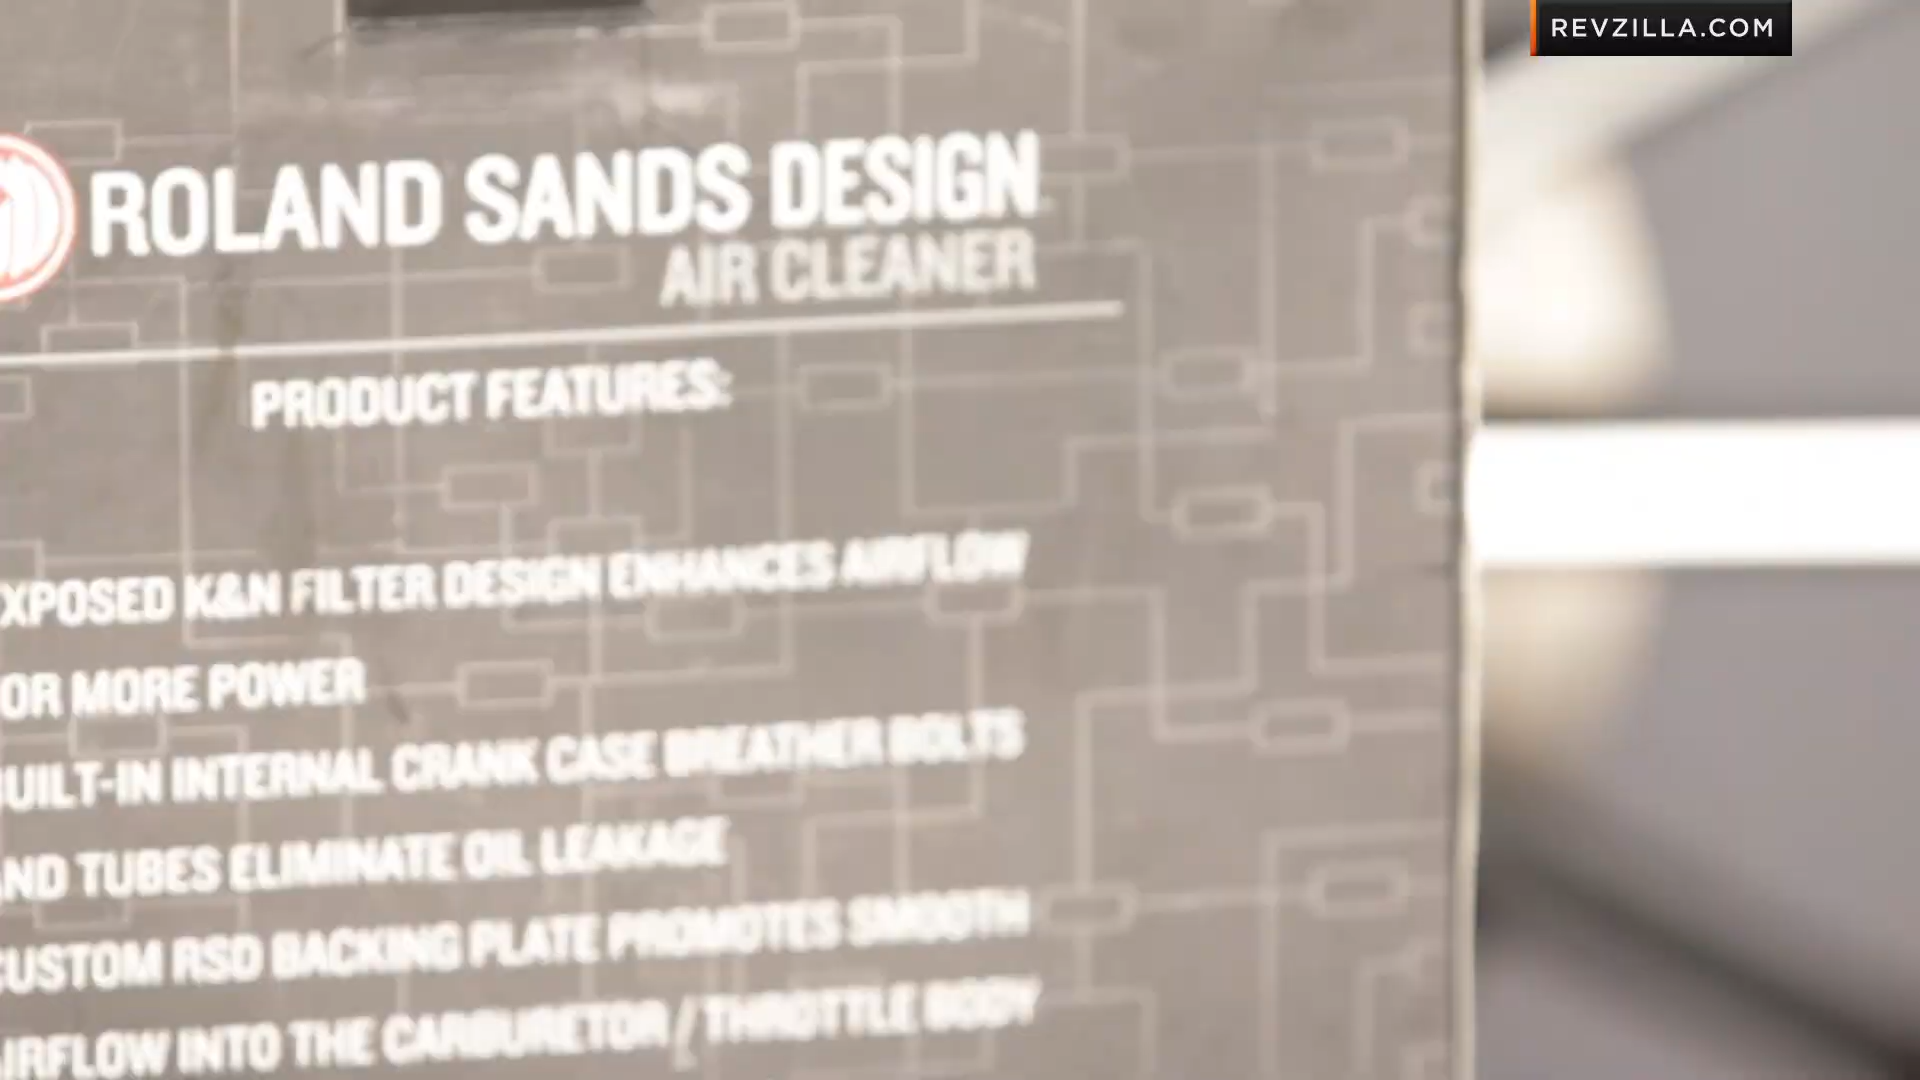 REVZILLA.COM
ROLAND SANDS DESIGN
AIR CLEANER
PRODUCT FEATURES:
XPOSED K&N FILTER DESIGN ENHANCES AIRFLOW
OR MORE POWER
BUILT-IN INTERNAL CRANK CASE BREATHER BOLTS
AND TUBES ELIMINATE OIL LEAKAGE
CUSTOM RSD BACKING PLATE PROMOTES SMOOTH
AIRFLOW INTO THE CARBURETOR / THROTTLE BODY